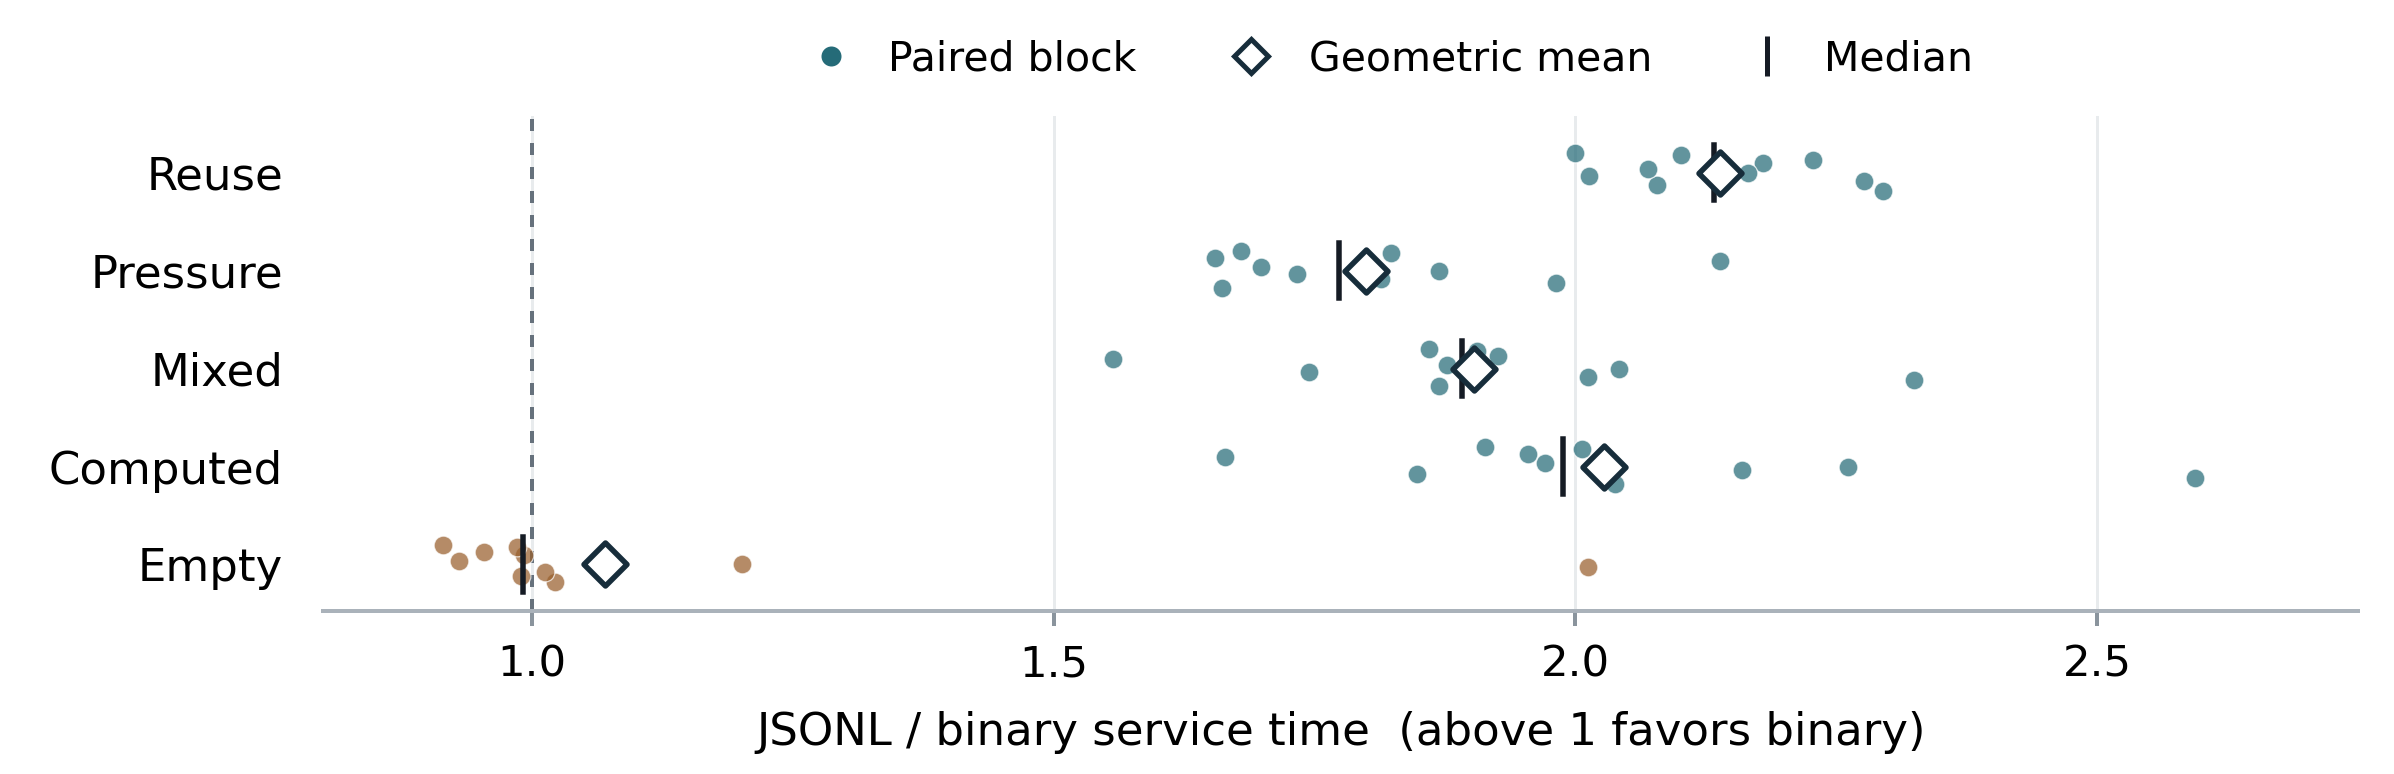 Paired block Geometric mean Median
Reuse
Pressure
Mixed
Computed
Empty
1.0 1.5 2.0 2.5
JSONL / binary service time (above 1 favors binary)